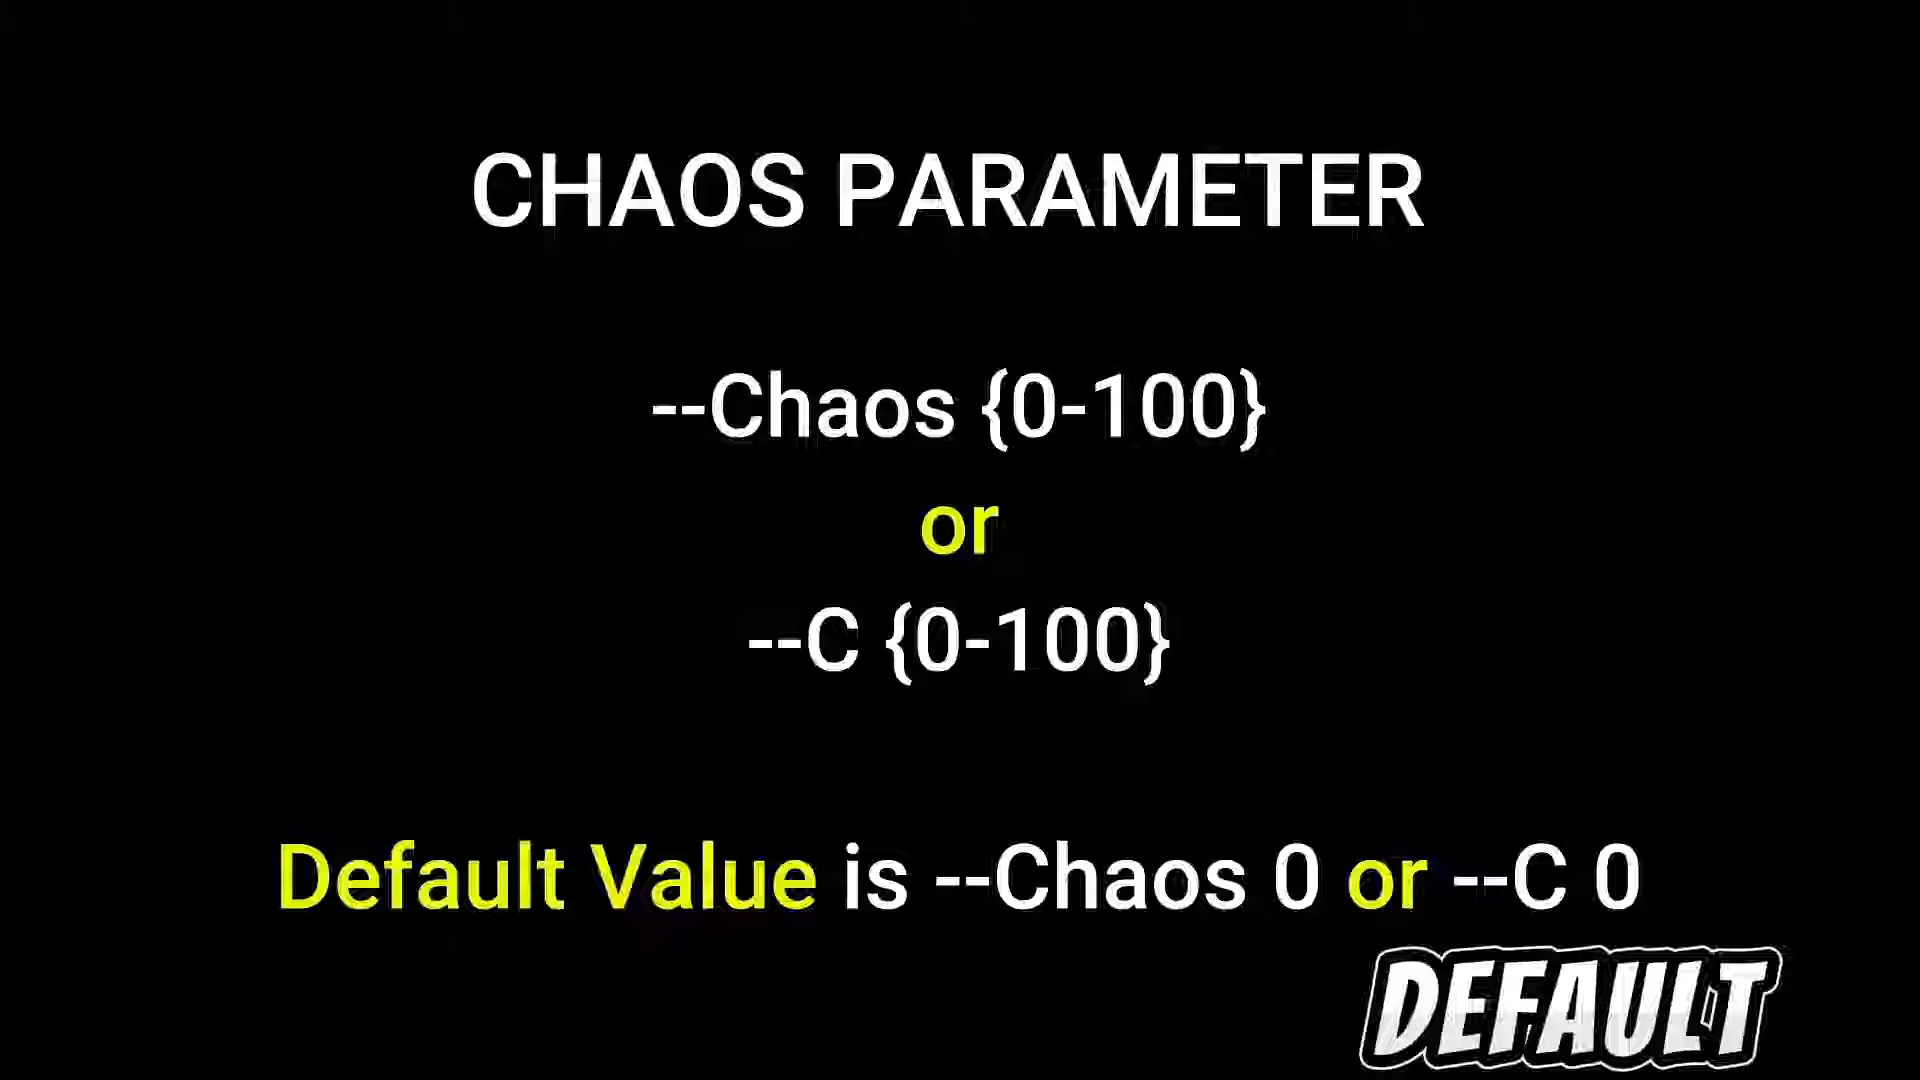 CHAOS PARAMETER
--Chaos {0-100}
or
--C {0-100}
Default Value is --Chaos 0 or --C 0
DEFAULT